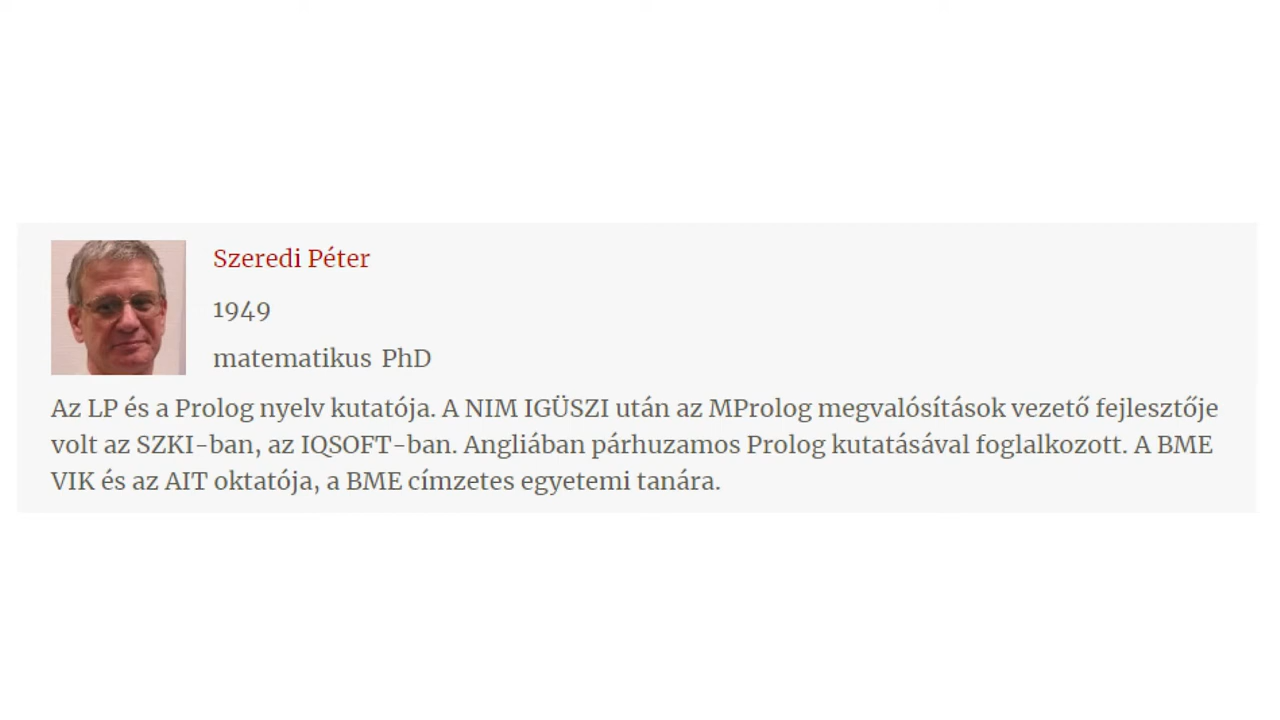 Szeredi Péter
1949
matematikus PhD
Az LP és a Prolog nyelv kutatója. A NIM IGÜSZI után az MProlog megvalósítások vezető fejlesztője
volt az SZKI-ban, az IQSOFT-ban. Angliában párhuzamos Prolog kutatásával foglalkozott. A BME
VIK és az AIT oktatója, a BME címzetes egyetemi tanára.